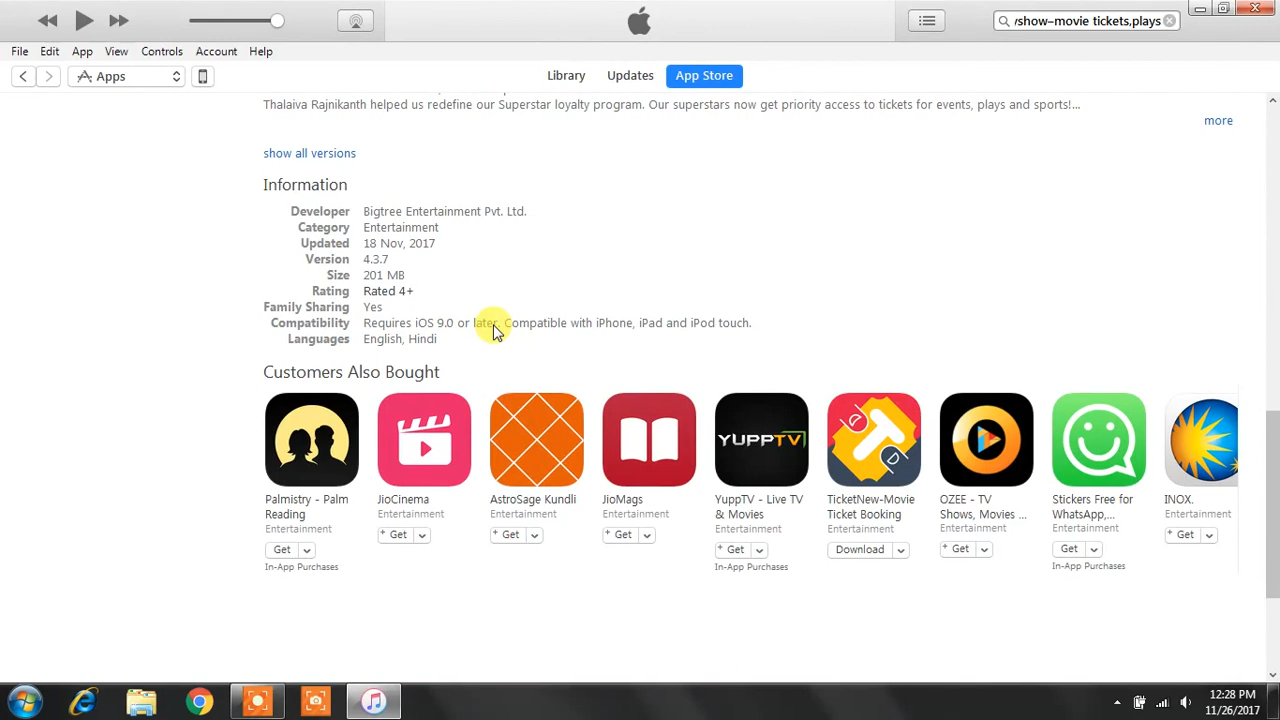 /show-movie tickets,plays
File Edit App View Controls Account Help
Apps Library Updates App Store
Thalaiva Rajnikanth helped us redefine our Superstar loyalty program. Our superstars now get priority access to tickets for events, plays and sports!...
more
show all versions
Information
Developer Bigtree Entertainment Pvt. Ltd.
Category Entertainment
Updated 18 Nov, 2017
Version 4.3.7
Size 201 MB
Rating Rated 4+
Family Sharing Yes
Compatibility Requires iOS 9.0 or later. Compatible with iPhone, iPad and iPod touch.
Languages English, Hindi
Customers Also Bought
YUPPTV
Palmistry - Palm Reading
Entertainment
Get
In-App Purchases
JioCinema
Entertainment
+ Get
AstroSage Kundli
Entertainment
+ Get
JioMags
Entertainment
+ Get
YuppTV - Live TV & Movies
Entertainment
+ Get
In-App Purchases
TicketNew-Movie Ticket Booking
Entertainment
Download
OZEE - TV Shows, Movies ...
Entertainment
+ Get
Stickers Free for WhatsApp,...
Entertainment
Get
In-App Purchases
INOX.
Entertainment
+ Get
12:28 PM
11/26/2017